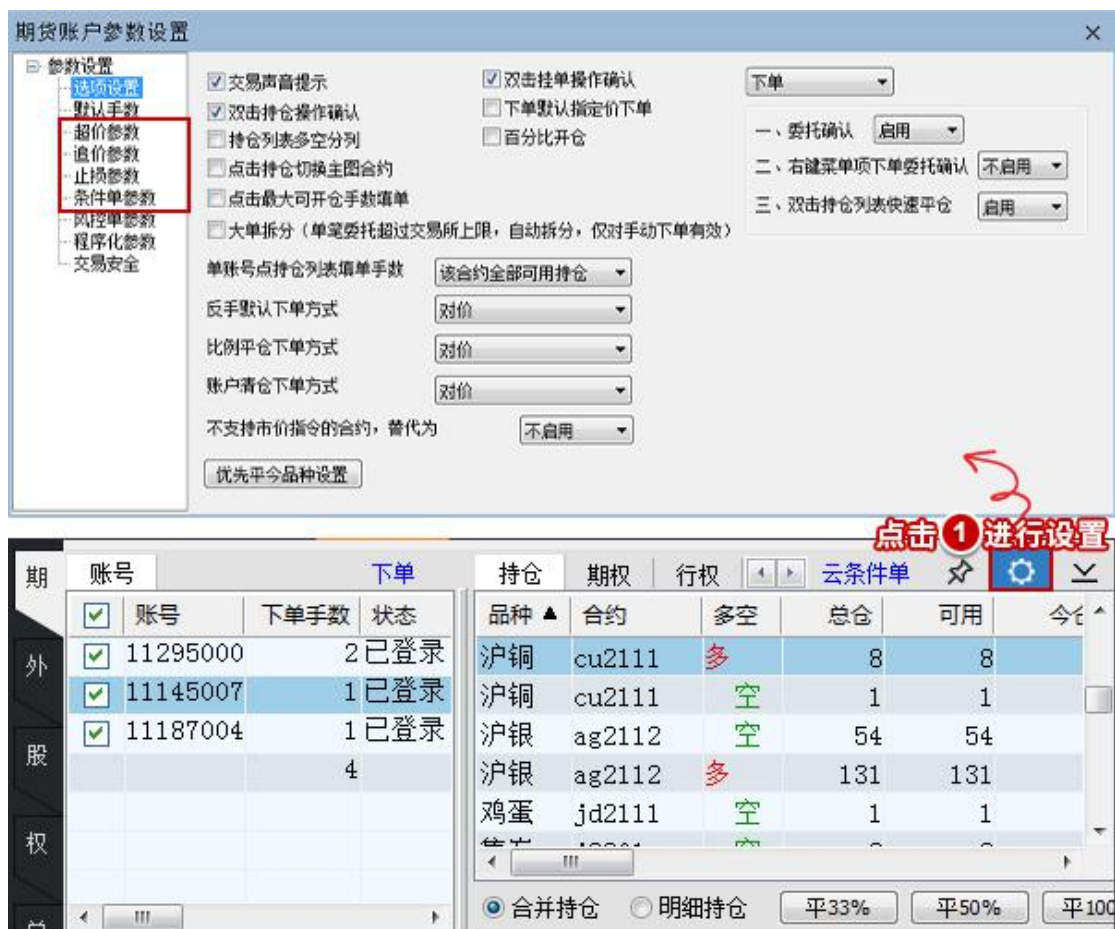 期货账户参数设置
参数设置
选项设置
默认手数
超价参数
追价参数
止损参数
条件单参数
风控单参数
程序化参数
交易安全
交易声音提示
双击持仓操作确认
持仓列表多空分列
点击持仓切换主图合约
点击最大可开仓手数填单
大单拆分（单笔委托超过交易所上限，自动拆分，仅对手动下单有效）
双击挂单操作确认
下单默认指定价下单
百分比开仓
下单
一、委托确认 启用
二、右键菜单项下单委托确认 不启用
三、双击持仓列表快速平仓 启用
单账号点持仓列表填单手数 该合约全部可用持仓
反手默认下单方式 对价
比例平仓下单方式 对价
账户清仓下单方式 对价
不支持市价指令的合约，替代为 不启用
优先平今品种设置
点击1进行设置
期
外
股
权
账号 下单
账号 下单手数 状态
11295000 2 已登录
11145007 1 已登录
11187004 1 已登录
4
持仓 期权 行权 云条件单
品种 合约 多空 总仓 可用 今仓
沪铜 cu2111 多 8 8
沪铜 cu2111 空 1 1
沪银 ag2112 空 54 54
沪银 ag2112 多 131 131
鸡蛋 jd2111 空 1 1
合并持仓 明细持仓 平33% 平50% 平100